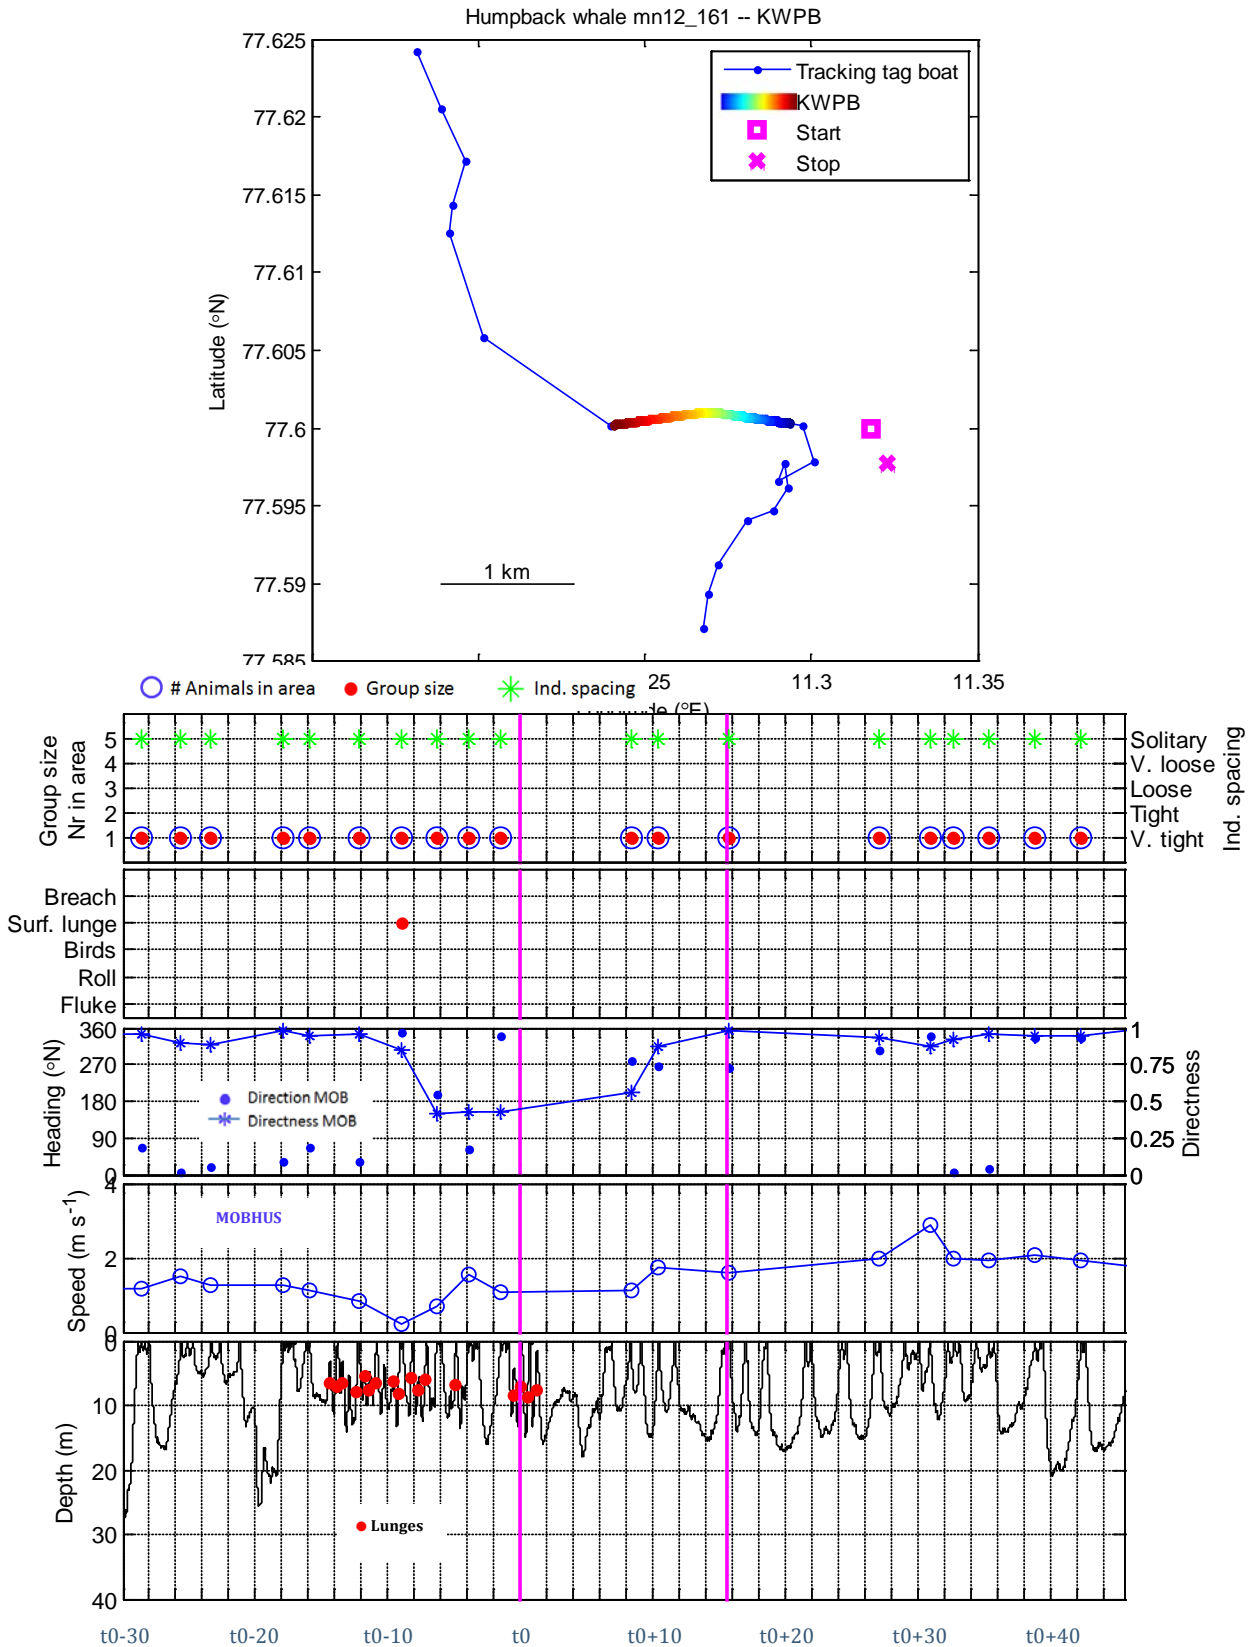 Humpback whale mn12_161 -- KWPB
77.625
77.62
77.615
77.61
77.605
77.6
77.595
77.59
77.585
Latitude (°N)
Tracking tag boat
KWPB
Start
Stop
1 km
25
11.3
11.35
# Animals in area
Group size
Ind. spacing
Group size
Nr in area
5
4
3
2
1
Solitary
V. loose
Loose
Tight
V. tight
Ind. spacing
Breach
Surf. lunge
Birds
Roll
Fluke
Heading (°N)
360
270
180
90
0
Direction MOB
Directness MOB
1
0.75
0.5
0.25
0
Directness
Speed (m s-1)
4
2
0
MOBHUS
Depth (m)
0
10
20
30
40
Lunges
t0-30
t0-20
t0-10
t0
t0+10
t0+20
t0+30
t0+40